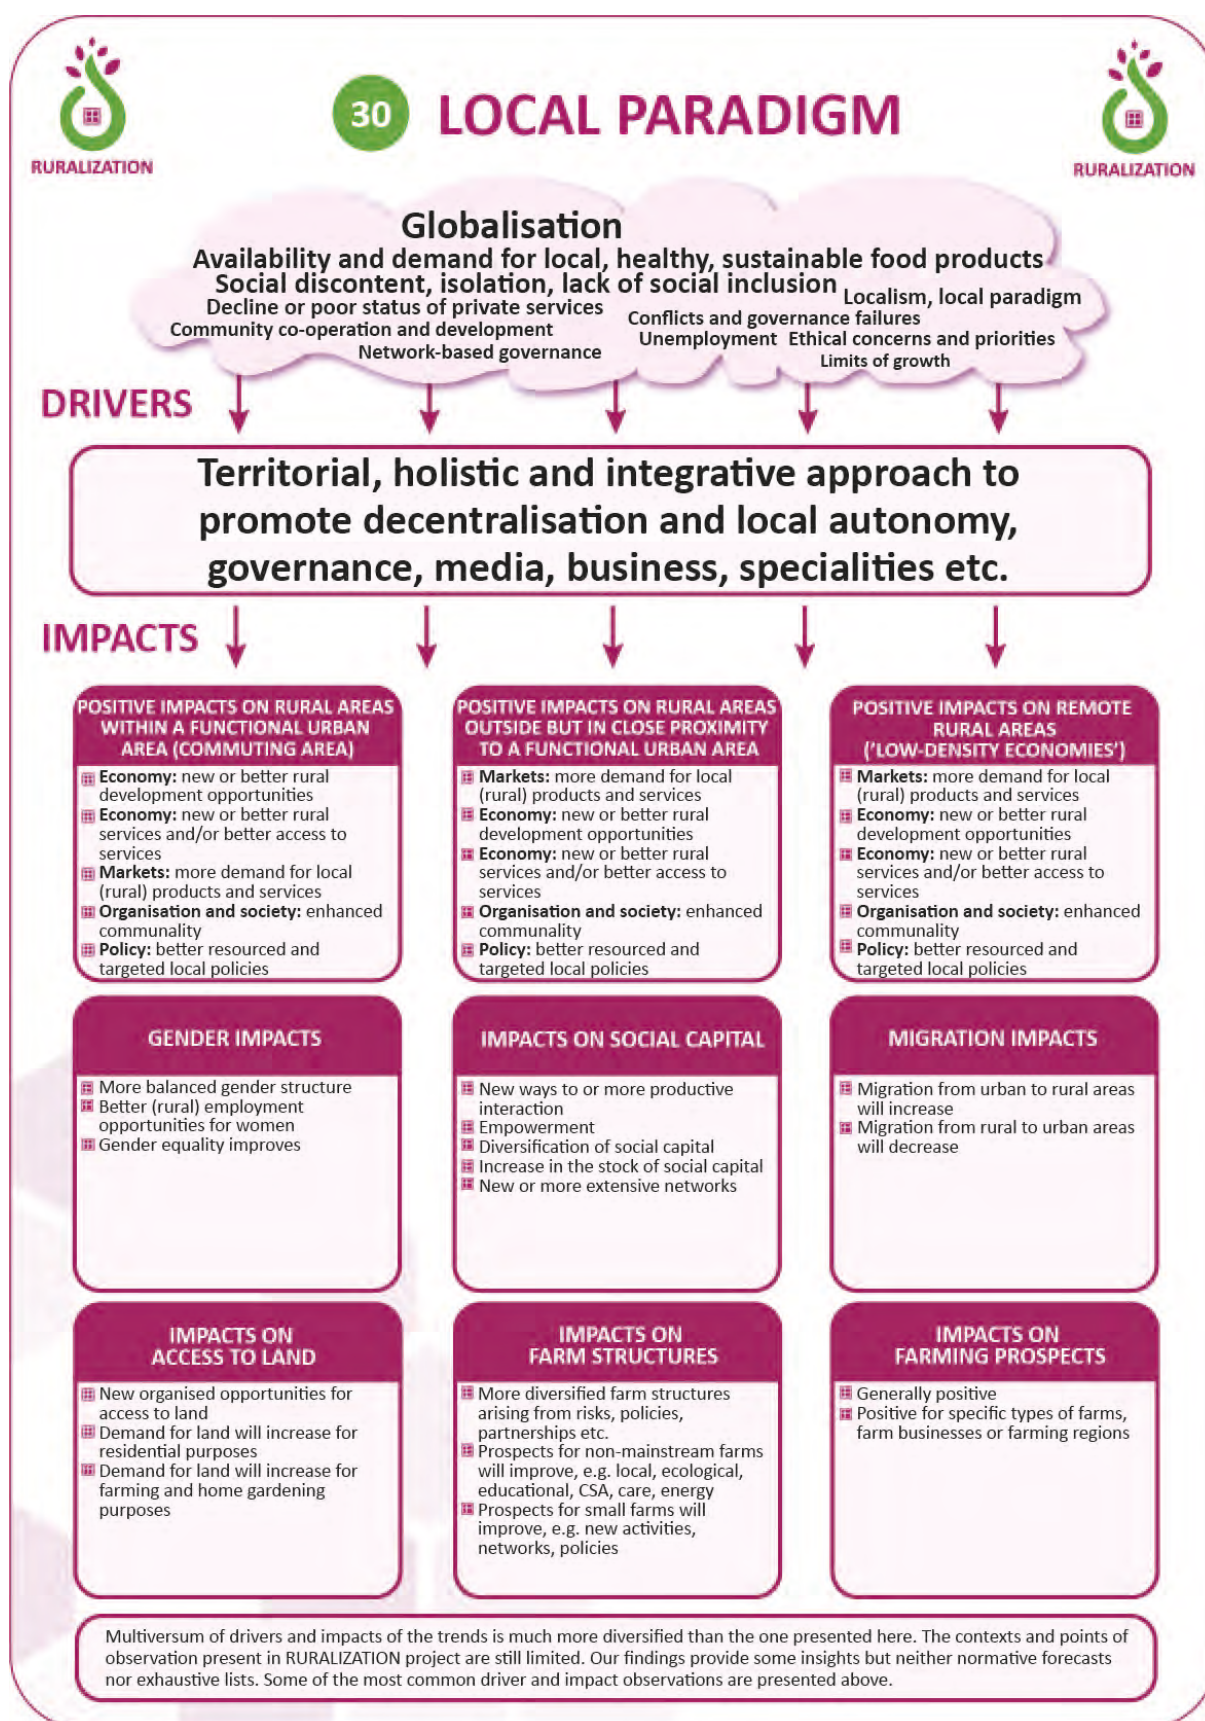 RURALIZATION
30 LOCAL PARADIGM
RURALIZATION
Globalisation
Availability and demand for local, healthy, sustainable food products
Social discontent, isolation, lack of social inclusion
Localism, local paradigm
Decline or poor status of private services
Conflicts and governance failures
Community co-operation and development
Unemployment Ethical concerns and priorities
Network-based governance
Limits of growth
DRIVERS
Territorial, holistic and integrative approach to
promote decentralisation and local autonomy,
governance, media, business, specialities etc.
IMPACTS
POSITIVE IMPACTS ON RURAL AREAS
WITHIN A FUNCTIONAL URBAN
AREA (COMMUTING AREA)
Economy: new or better rural
development opportunities
Economy: new or better rural
services and/or better access to
services
Markets: more demand for local
(rural) products and services
Organisation and society: enhanced
communality
Policy: better resourced and
targeted local policies
POSITIVE IMPACTS ON RURAL AREAS
OUTSIDE BUT IN CLOSE PROXIMITY
TO A FUNCTIONAL URBAN AREA
Markets: more demand for local
(rural) products and services
Economy: new or better rural
development opportunities
Economy: new or better rural
services and/or better access to
services
Organisation and society: enhanced
communality
Policy: better resourced and
targeted local policies
POSITIVE IMPACTS ON REMOTE
RURAL AREAS
('LOW-DENSITY ECONOMIES')
Markets: more demand for local
(rural) products and services
Economy: new or better rural
development opportunities
Economy: new or better rural
services and/or better access to
services
Organisation and society: enhanced
communality
Policy: better resourced and
targeted local policies
GENDER IMPACTS
More balanced gender structure
Better (rural) employment
opportunities for women
Gender equality improves
IMPACTS ON SOCIAL CAPITAL
New ways to or more productive
interaction
Empowerment
Diversification of social capital
Increase in the stock of social capital
New or more extensive networks
MIGRATION IMPACTS
Migration from urban to rural areas
will increase
Migration from rural to urban areas
will decrease
IMPACTS ON
ACCESS TO LAND
New organised opportunities for
access to land
Demand for land will increase for
residential purposes
Demand for land will increase for
farming and home gardening
purposes
IMPACTS ON
FARM STRUCTURES
More diversified farm structures
arising from risks, policies,
partnerships etc.
Prospects for non-mainstream farms
will improve, e.g. local, ecological,
educational, CSA, care, energy
Prospects for small farms will
improve, e.g. new activities,
networks, policies
IMPACTS ON
FARMING PROSPECTS
Generally positive
Positive for specific types of farms,
farm businesses or farming regions
Multiversum of drivers and impacts of the trends is much more diversified than the one presented here. The contexts and points of
observation present in RURALIZATION project are still limited. Our findings provide some insights but neither normative forecasts
nor exhaustive lists. Some of the most common driver and impact observations are presented above.